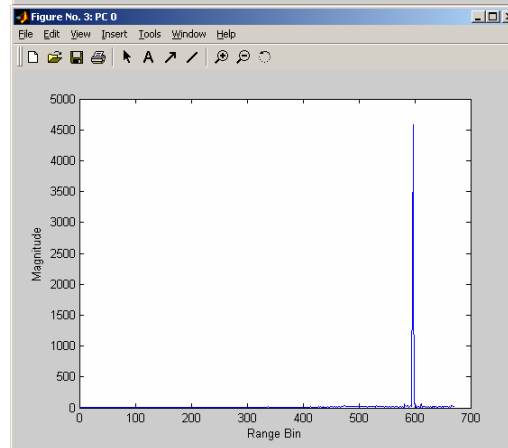 Figure No. 3: PC 0
File Edit View Insert Tools Window Help
A
5000
4500
4000
3500
3000
2500
2000
1500
1000
500
0
Magnitude
0 100 200 300 400 500 600 700
Range Bin